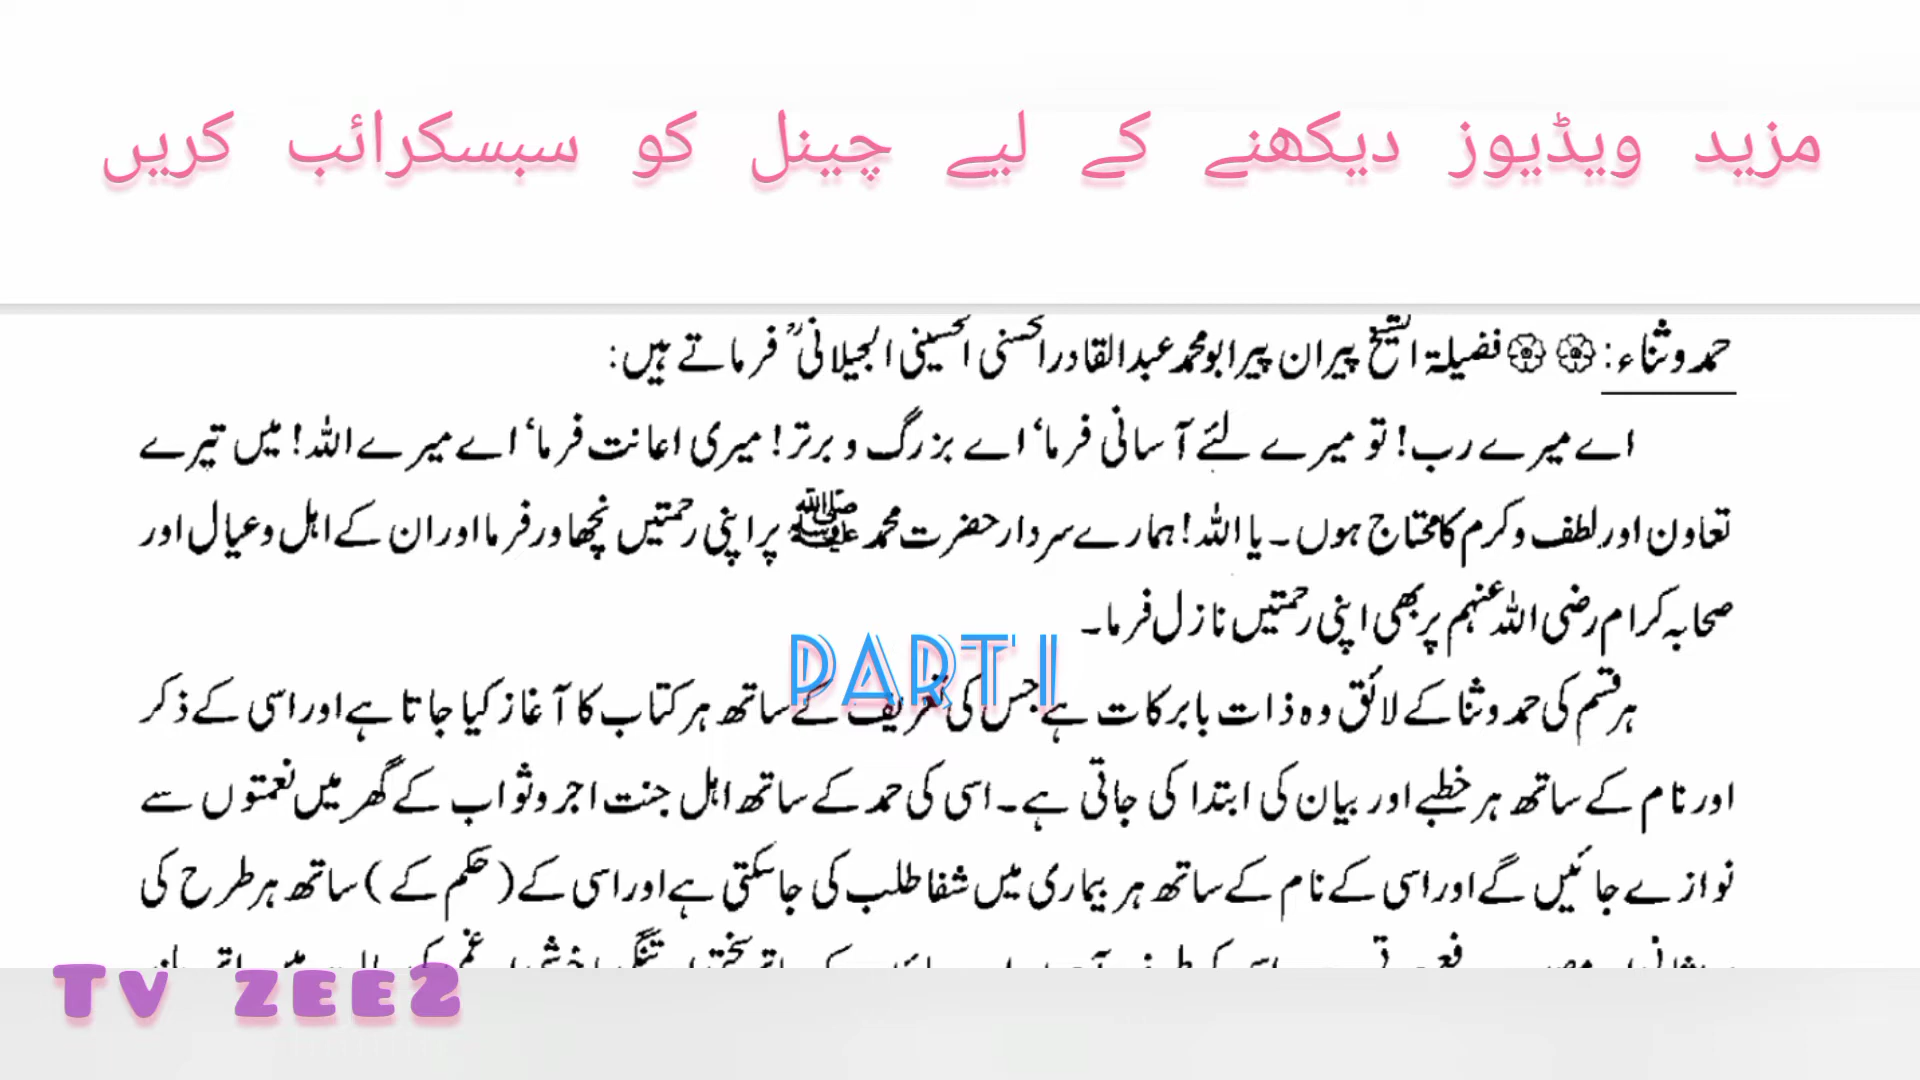 مزید ویڈیوز دیکھنے کے لیے چینل کو سبسکرائب کریں
حمد وثناء: فضیلۃ الشیخ پیران پیر ابو محمد عبدالقادر الحسنی الحسینی الجیلانیؒ فرماتے ہیں:
اے میرے رب! تو میرے لئے آسانی فرما، اے بزرگ و برتر! میری اعانت فرما، اے میرے اللہ! میں تیرے
تعاون اور لطف و کرم کا محتاج ہوں۔ یا اللہ! ہمارے سردار حضرت محمد ﷺ پر اپنی رحمتیں نچھاور فرما اور ان کے اہل وعیال اور
صحابہ کرام رضی اللہ عنہم پر بھی اپنی رحمتیں نازل فرما۔
PART 1
ہر قسم کی حمد وثنا کے لائق وہ ذات بابرکات ہے جس کی تعریف کے ساتھ ہر کتاب کا آغاز کیا جاتا ہے اور اسی کے ذکر
اور نام کے ساتھ ہر خطبے اور بیان کی ابتدا کی جاتی ہے۔ اسی کی حمد کے ساتھ اہل جنت اجر وثواب کے گھر میں نعمتوں سے
نوازے جائیں گے اور اسی کے نام کے ساتھ ہر بیماری میں شفا طلب کی جاسکتی ہے اور اسی کے (حکم کے) ساتھ ہر طرح کی
TV ZEE2